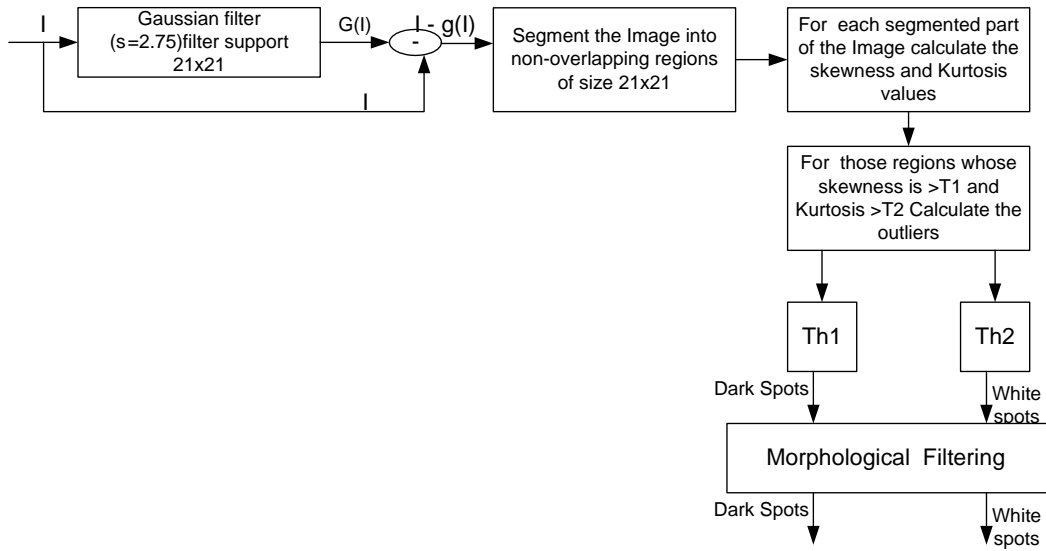 I
Gaussian filter
(s=2.75)filter support
21x21
G(I)
-
I - g(I)
I
Segment the Image into
non-overlapping regions
of size 21x21
For each segmented part
of the Image calculate the
skewness and Kurtosis
values
For those regions whose
skewness is >T1 and
Kurtosis >T2 Calculate the
outliers
Th1
Th2
Dark Spots
White
spots
Morphological Filtering
Dark Spots
White
spots